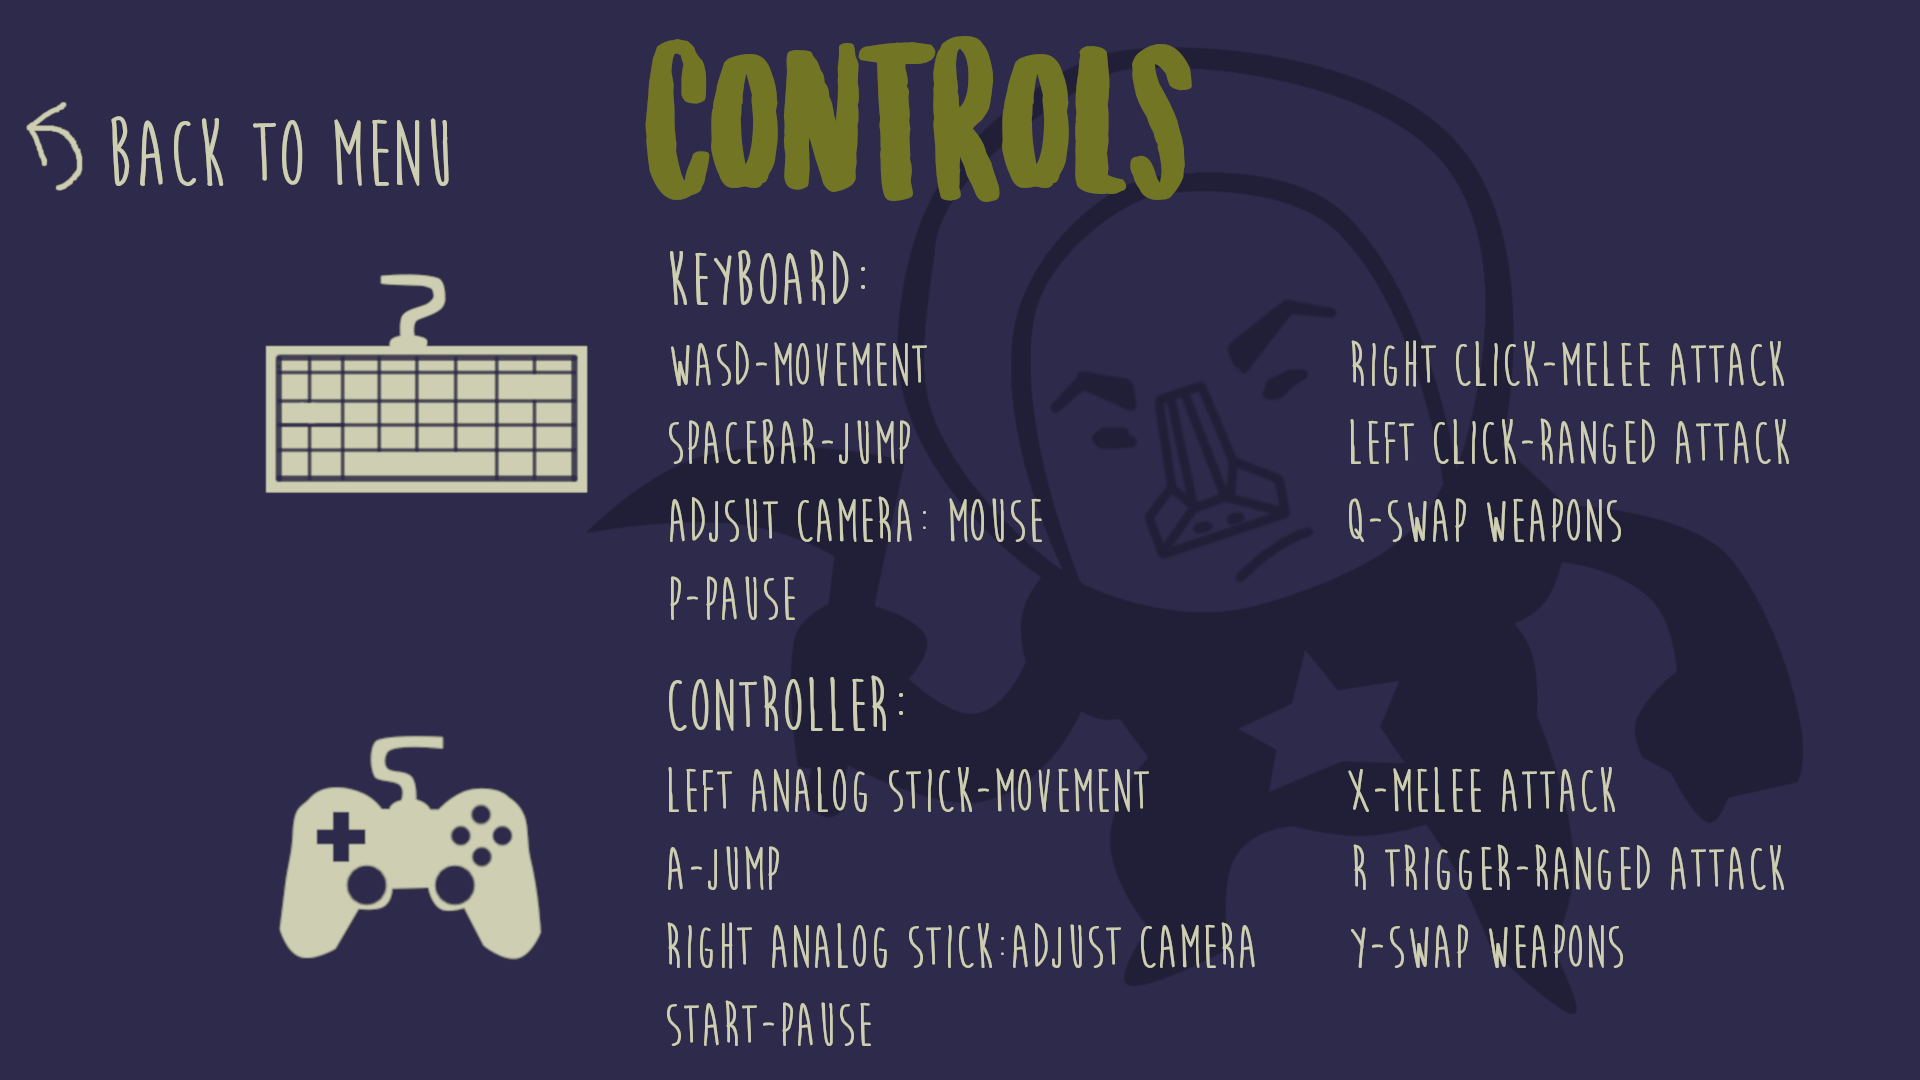 CONTROLS
BACK TO MENU
KEYBOARD:
WASD-MOVEMENT
SPACEBAR-JUMP
ADJSUT CAMERA: MOUSE
P-PAUSE
RIGHT CLICK-MELEE ATTACK
LEFT CLICK-RANGED ATTACK
Q-SWAP WEAPONS
CONTROLLER:
LEFT ANALOG STICK-MOVEMENT
A-JUMP
RIGHT ANALOG STICK:ADJUST CAMERA
START-PAUSE
X-MELEE ATTACK
R TRIGGER-RANGED ATTACK
Y-SWAP WEAPONS